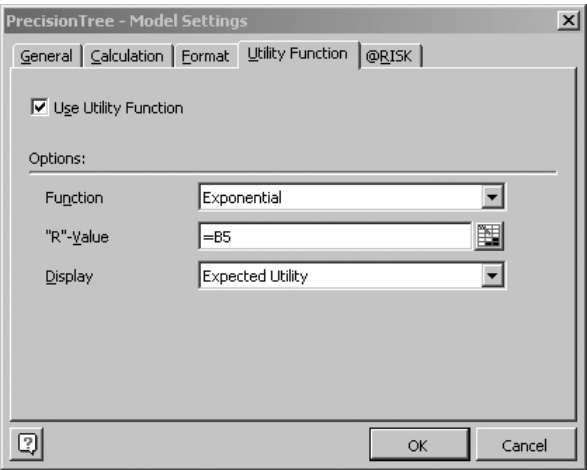 PrecisionTree - Model Settings
General Calculation Format Utility Function @RISK
Use Utility Function
Options:
Function Exponential
"R"-Value =B5
Display Expected Utility
? OK Cancel